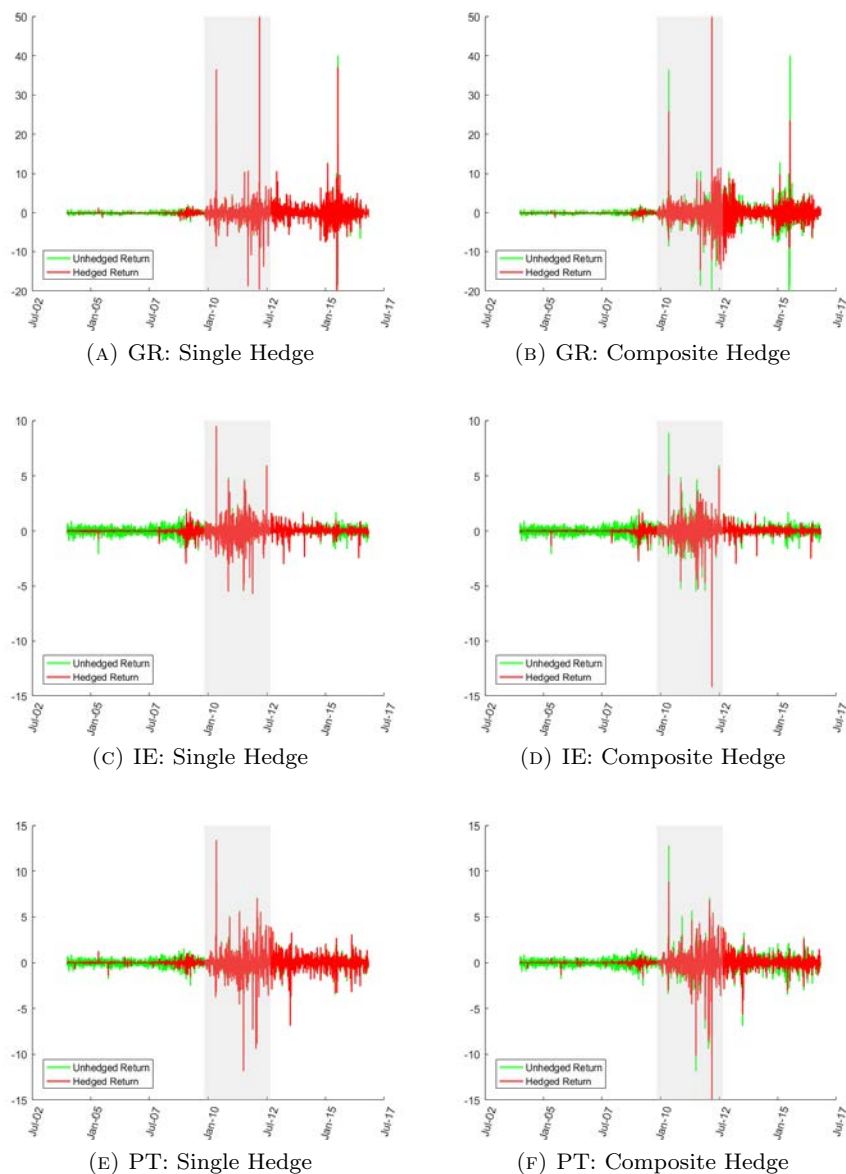 50
40
30
20
10
0
-10
-20
Unhedged Return
Hedged Return
Jul-02
Jan-05
Jul-07
Jan-10
Jul-12
Jan-15
Jul-17
(A) GR: Single Hedge
50
40
30
20
10
0
-10
-20
Unhedged Return
Hedged Return
Jul-02
Jan-05
Jul-07
Jan-10
Jul-12
Jan-15
Jul-17
(B) GR: Composite Hedge
10
5
0
-5
-10
-15
Unhedged Return
Hedged Return
Jul-02
Jan-05
Jul-07
Jan-10
Jul-12
Jan-15
Jul-17
(C) IE: Single Hedge
10
5
0
-5
-10
-15
Unhedged Return
Hedged Return
Jul-02
Jan-05
Jul-07
Jan-10
Jul-12
Jan-15
Jul-17
(D) IE: Composite Hedge
15
10
5
0
-5
-10
-15
Unhedged Return
Hedged Return
Jul-02
Jan-05
Jul-07
Jan-10
Jul-12
Jan-15
Jul-17
(E) PT: Single Hedge
15
10
5
0
-5
-10
-15
Unhedged Return
Hedged Return
Jul-02
Jan-05
Jul-07
Jan-10
Jul-12
Jan-15
Jul-17
(F) PT: Composite Hedge